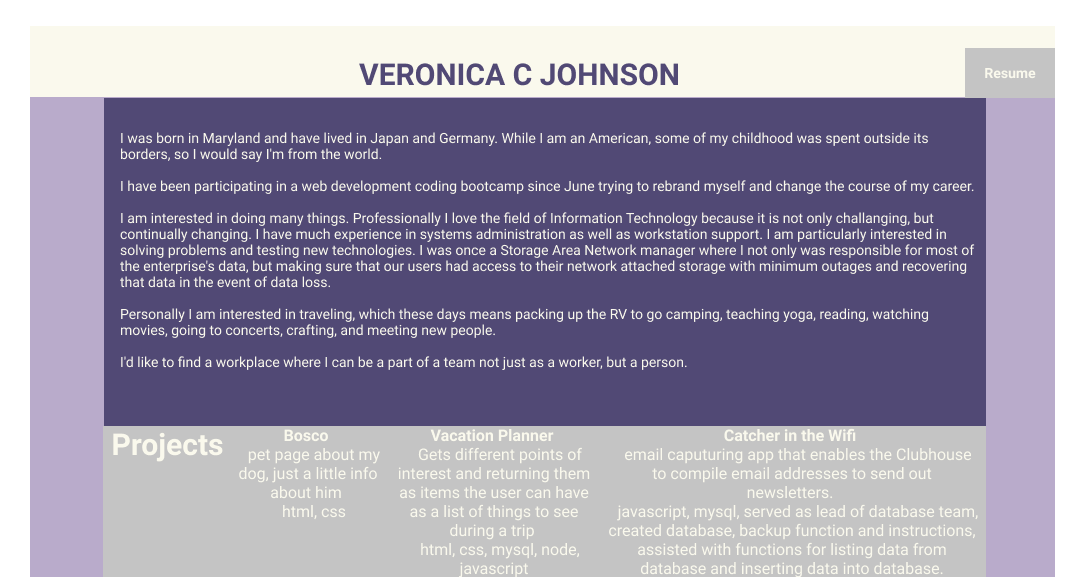 VERONICA C JOHNSON
Resume
I was born in Maryland and have lived in Japan and Germany. While I am an American, some of my childhood was spent outside its
borders, so I would say I'm from the world.
I have been participating in a web development coding bootcamp since June trying to rebrand myself and change the course of my career.
I am interested in doing many things. Professionally I love the field of Information Technology because it is not only challanging, but
continually changing. I have much experience in systems administration as well as workstation support. I am particularly interested in
solving problems and testing new technologies. I was once a Storage Area Network manager where I not only was responsible for most of
the enterprise's data, but making sure that our users had access to their network attached storage with minimum outages and recovering
that data in the event of data loss.
Personally I am interested in traveling, which these days means packing up the RV to go camping, teaching yoga, reading, watching
movies, going to concerts, crafting, and meeting new people.
I'd like to find a workplace where I can be a part of a team not just as a worker, but a person.
Projects
Bosco
pet page about my
dog, just a little info
about him
html, css
Vacation Planner
Gets different points of
interest and returning them
as items the user can have
as a list of things to see
during a trip
html, css, mysql, node,
javascript
Catcher in the Wifi
email caputuring app that enables the Clubhouse
to compile email addresses to send out
newsletters.
javascript, mysql, served as lead of database team,
created database, backup function and instructions,
assisted with functions for listing data from
database and inserting data into database.